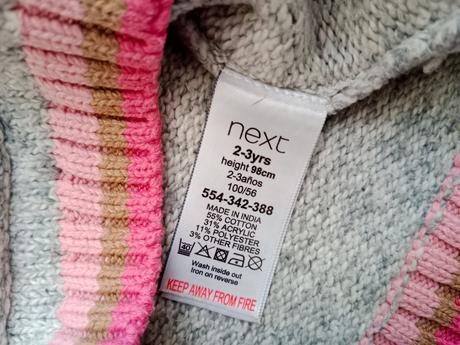 next
2-3yrs
height 98cm
2-3años
100/56
554-342-388
MADE IN INDIA
55% COTTON
31% ACRYLIC
11% POLYESTER
3% OTHER FIBRES
40
Wash inside out
Iron on reverse
KEEP AWAY FROM FIRE